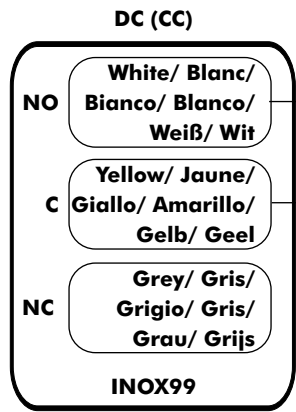 DC (CC)
White/ Blanc/
NO Bianco/ Blanco/
Weiß/ Wit
Yellow/ Jaune/
C Giallo/ Amarillo/
Gelb/ Geel
Grey/ Gris/
NC Grigio/ Gris/
Grau/ Grijs
INOX99